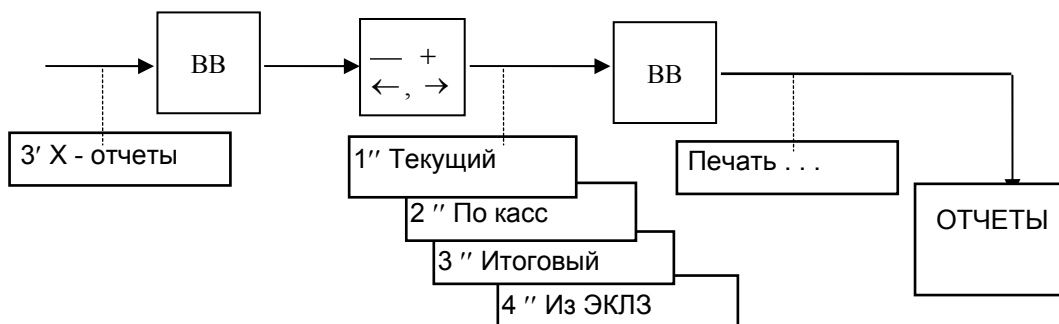 ВВ
— +
←, →
ВВ
3′ Х - отчеты
1′′ Текущий
2 ′′ По касс
3 ′′ Итоговый
4 ′′ Из ЭКЛЗ
Печать . . .
ОТЧЕТЫ